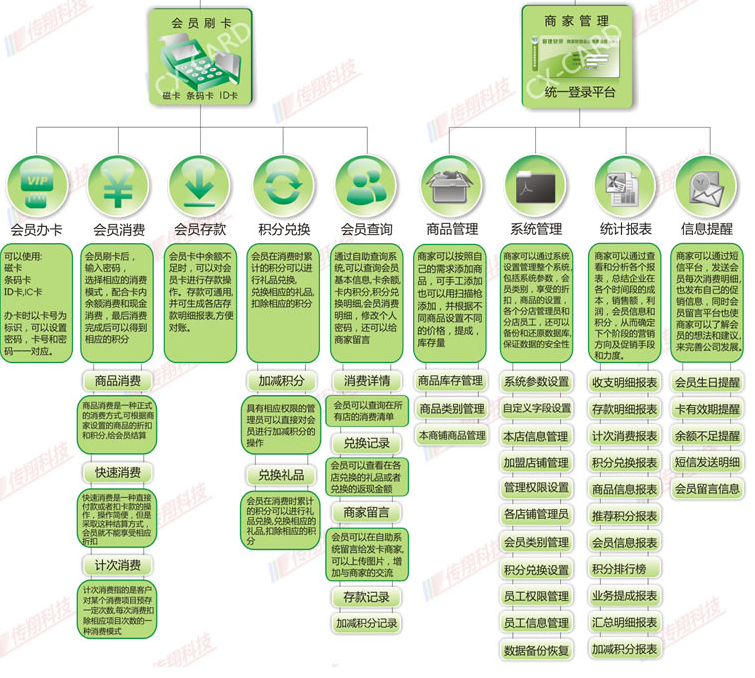 会员刷卡
磁卡 条码卡 ID卡
商家管理
统一登录平台
CX-CARD
CX-CARD
传翔科技
VIP
会员办卡
可以使用:
磁卡
条码卡
ID卡,IC卡
办卡时以卡号为
标识，可以设置
密码，卡号和密
码一一对应。
会员消费
会员刷卡后，
输入密码，
选择相应的消费
模式，配合卡内
余额消费和现金
消费，最后消费
完成后可以得到
相应的积分
商品消费
商品消费是一种正式
的消费方式,可根据商
家设置的商品的折扣
和积分,给会员结算
快速消费
快速消费是一种直接
付款或者扣卡款的操
作，操作简便，但是
采取这种结算方式，
会员就不能享受相应
折扣
计次消费
计次消费指的是客户
对某个消费项目预存
一定次数,每次消费扣
除相应项目次数的一
种消费模式
会员存款
会员卡中余额不
足时，可以对会
员卡进行存款操
作。存款可通用,
并可生成各店存
款明细报表,方便
对账。
积分兑换
会员在消费时累
计的积分可以进
行礼品兑换,
兑换相应的礼品,
扣除相应的积分
加减积分
具有相应权限的管
理员可以直接对会
员进行加减积分的
操作
兑换礼品
会员在消费时累计
的积分可以进行礼
品兑换,兑换相应的
礼品,扣除相应的积
分
会员查询
通过自助查询系
统,可以查询会员
基本信息,卡余额,
卡内积分,积分兑
换明细,会员消费
明细，修改个人
密码，还可以给
商家留言
消费详情
会员可以查询在所
有店的消费清单
兑换记录
会员可以查看在各
店兑换的礼品或者
兑换的返现金额
商家留言
会员可以在自助系
统留言给发卡商家,
可以上传图片，增
加与商家的交流
存款记录
加减积分记录
商品管理
商家可以按照自
己的需求添加商
品，可手工添加
也可以用扫描枪
添加，并根据不
同商品设置不同
的价格，提成，
库存量
商品库存管理
商品类别管理
本商铺商品管理
系统管理
商家可以通过系统
设置管理整个系统,
包括系统参数，会
员类别，享受的折
扣，商品的设置，
各个分店管理员和
分店员工，还可以
备份和还原数据库,
保证数据的安全性
系统参数设置
自定义字段设置
本店信息管理
加盟店铺管理
管理权限设置
各店铺管理员
会员类别管理
积分兑换设置
员工权限管理
员工信息管理
数据备份恢复
统计报表
商家可以通过查
看和分析各个报
表，总结企业在
各个时间段的成
本，销售额，利
润，会员信息和
积分，从而确定
下个阶段的营销
方向及促销手段
和力度。
收支明细报表
存款明细报表
计次消费报表
积分兑换报表
商品信息报表
推荐积分报表
会员信息报表
积分排行榜
业务提成报表
汇总明细报表
加减积分报表
信息提醒
商家可以通过短
信平台，发送会
员每次消费明细,
也发布自己的促
销信息，同时会
员留言平台也使
商家可以了解会
员的想法和建议,
来完善公司发展。
会员生日提醒
卡有效期提醒
余额不足提醒
短信发送明细
会员留言信息